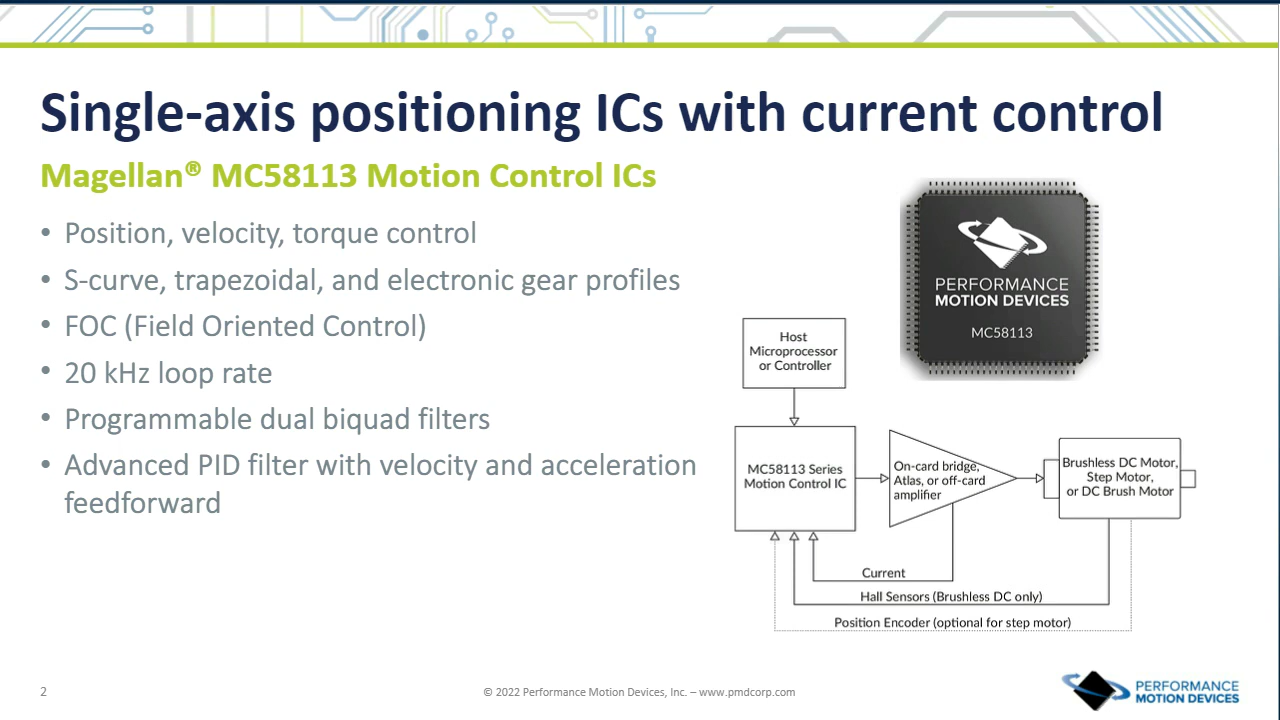 Single-axis positioning ICs with current control
Magellan® MC58113 Motion Control ICs
• Position, velocity, torque control
• S-curve, trapezoidal, and electronic gear profiles
• FOC (Field Oriented Control)
• 20 kHz loop rate
• Programmable dual biquad filters
• Advanced PID filter with velocity and acceleration
feedforward
PERFORMANCE
MOTION DEVICES
MC58113
Host
Microprocessor
or Controller
MC58113 Series
Motion Control IC
On-card bridge,
Atlas, or off-card
amplifier
Brushless DC Motor,
Step Motor,
or DC Brush Motor
Current
Hall Sensors (Brushless DC only)
Position Encoder (optional for step motor)
2
© 2022 Performance Motion Devices, Inc. – www.pmdcorp.com
PERFORMANCE
MOTION DEVICES